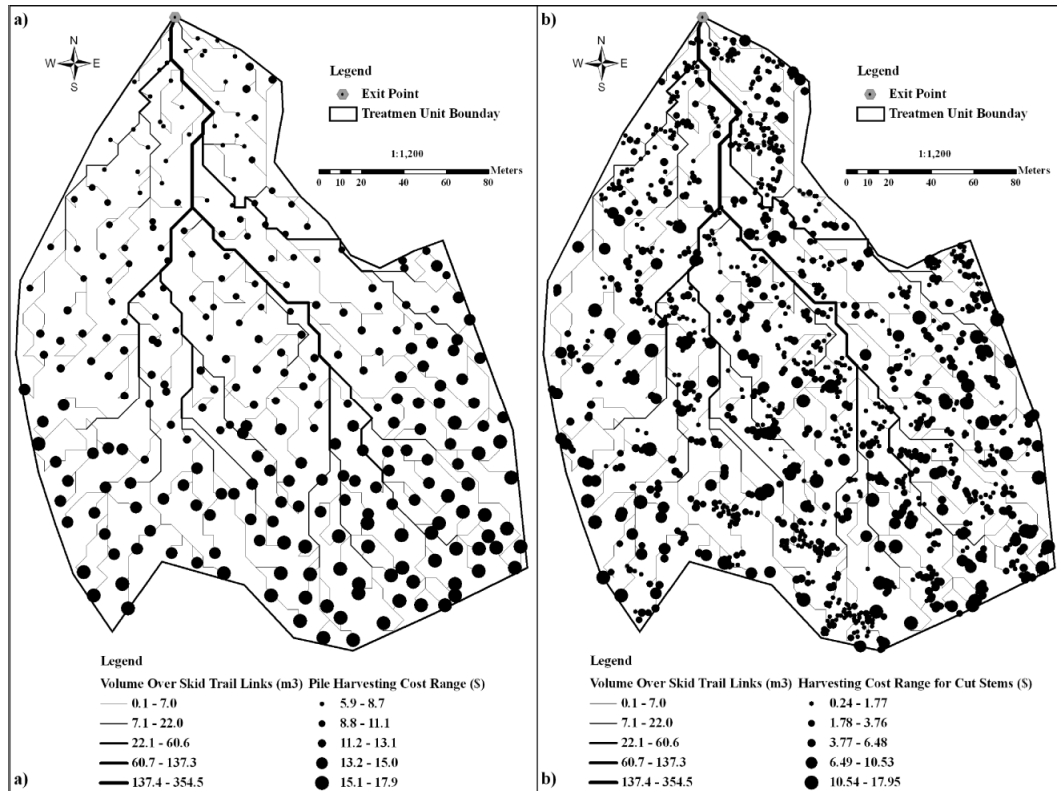 a)
N
W E
S
Legend
Exit Point
Treatmen Unit Bounday
1:1,200
Meters
0 10 20 40 60 80
Legend
Volume Over Skid Trail Links (m3) Pile Harvesting Cost Range ($)
0.1 - 7.0 5.9 - 8.7
7.1 - 22.0 8.8 - 11.1
22.1 - 60.6 11.2 - 13.1
60.7 - 137.3 13.2 - 15.0
137.4 - 354.5 15.1 - 17.9
a)
b)
N
W E
S
Legend
Exit Point
Treatmen Unit Bounday
1:1,200
Meters
0 10 20 40 60 80
Legend
Volume Over Skid Trail Links (m3) Harvesting Cost Range for Cut Stems ($)
0.1 - 7.0 0.24 - 1.77
7.1 - 22.0 1.78 - 3.76
22.1 - 60.6 3.77 - 6.48
60.7 - 137.3 6.49 - 10.53
137.4 - 354.5 10.54 - 17.95
b)